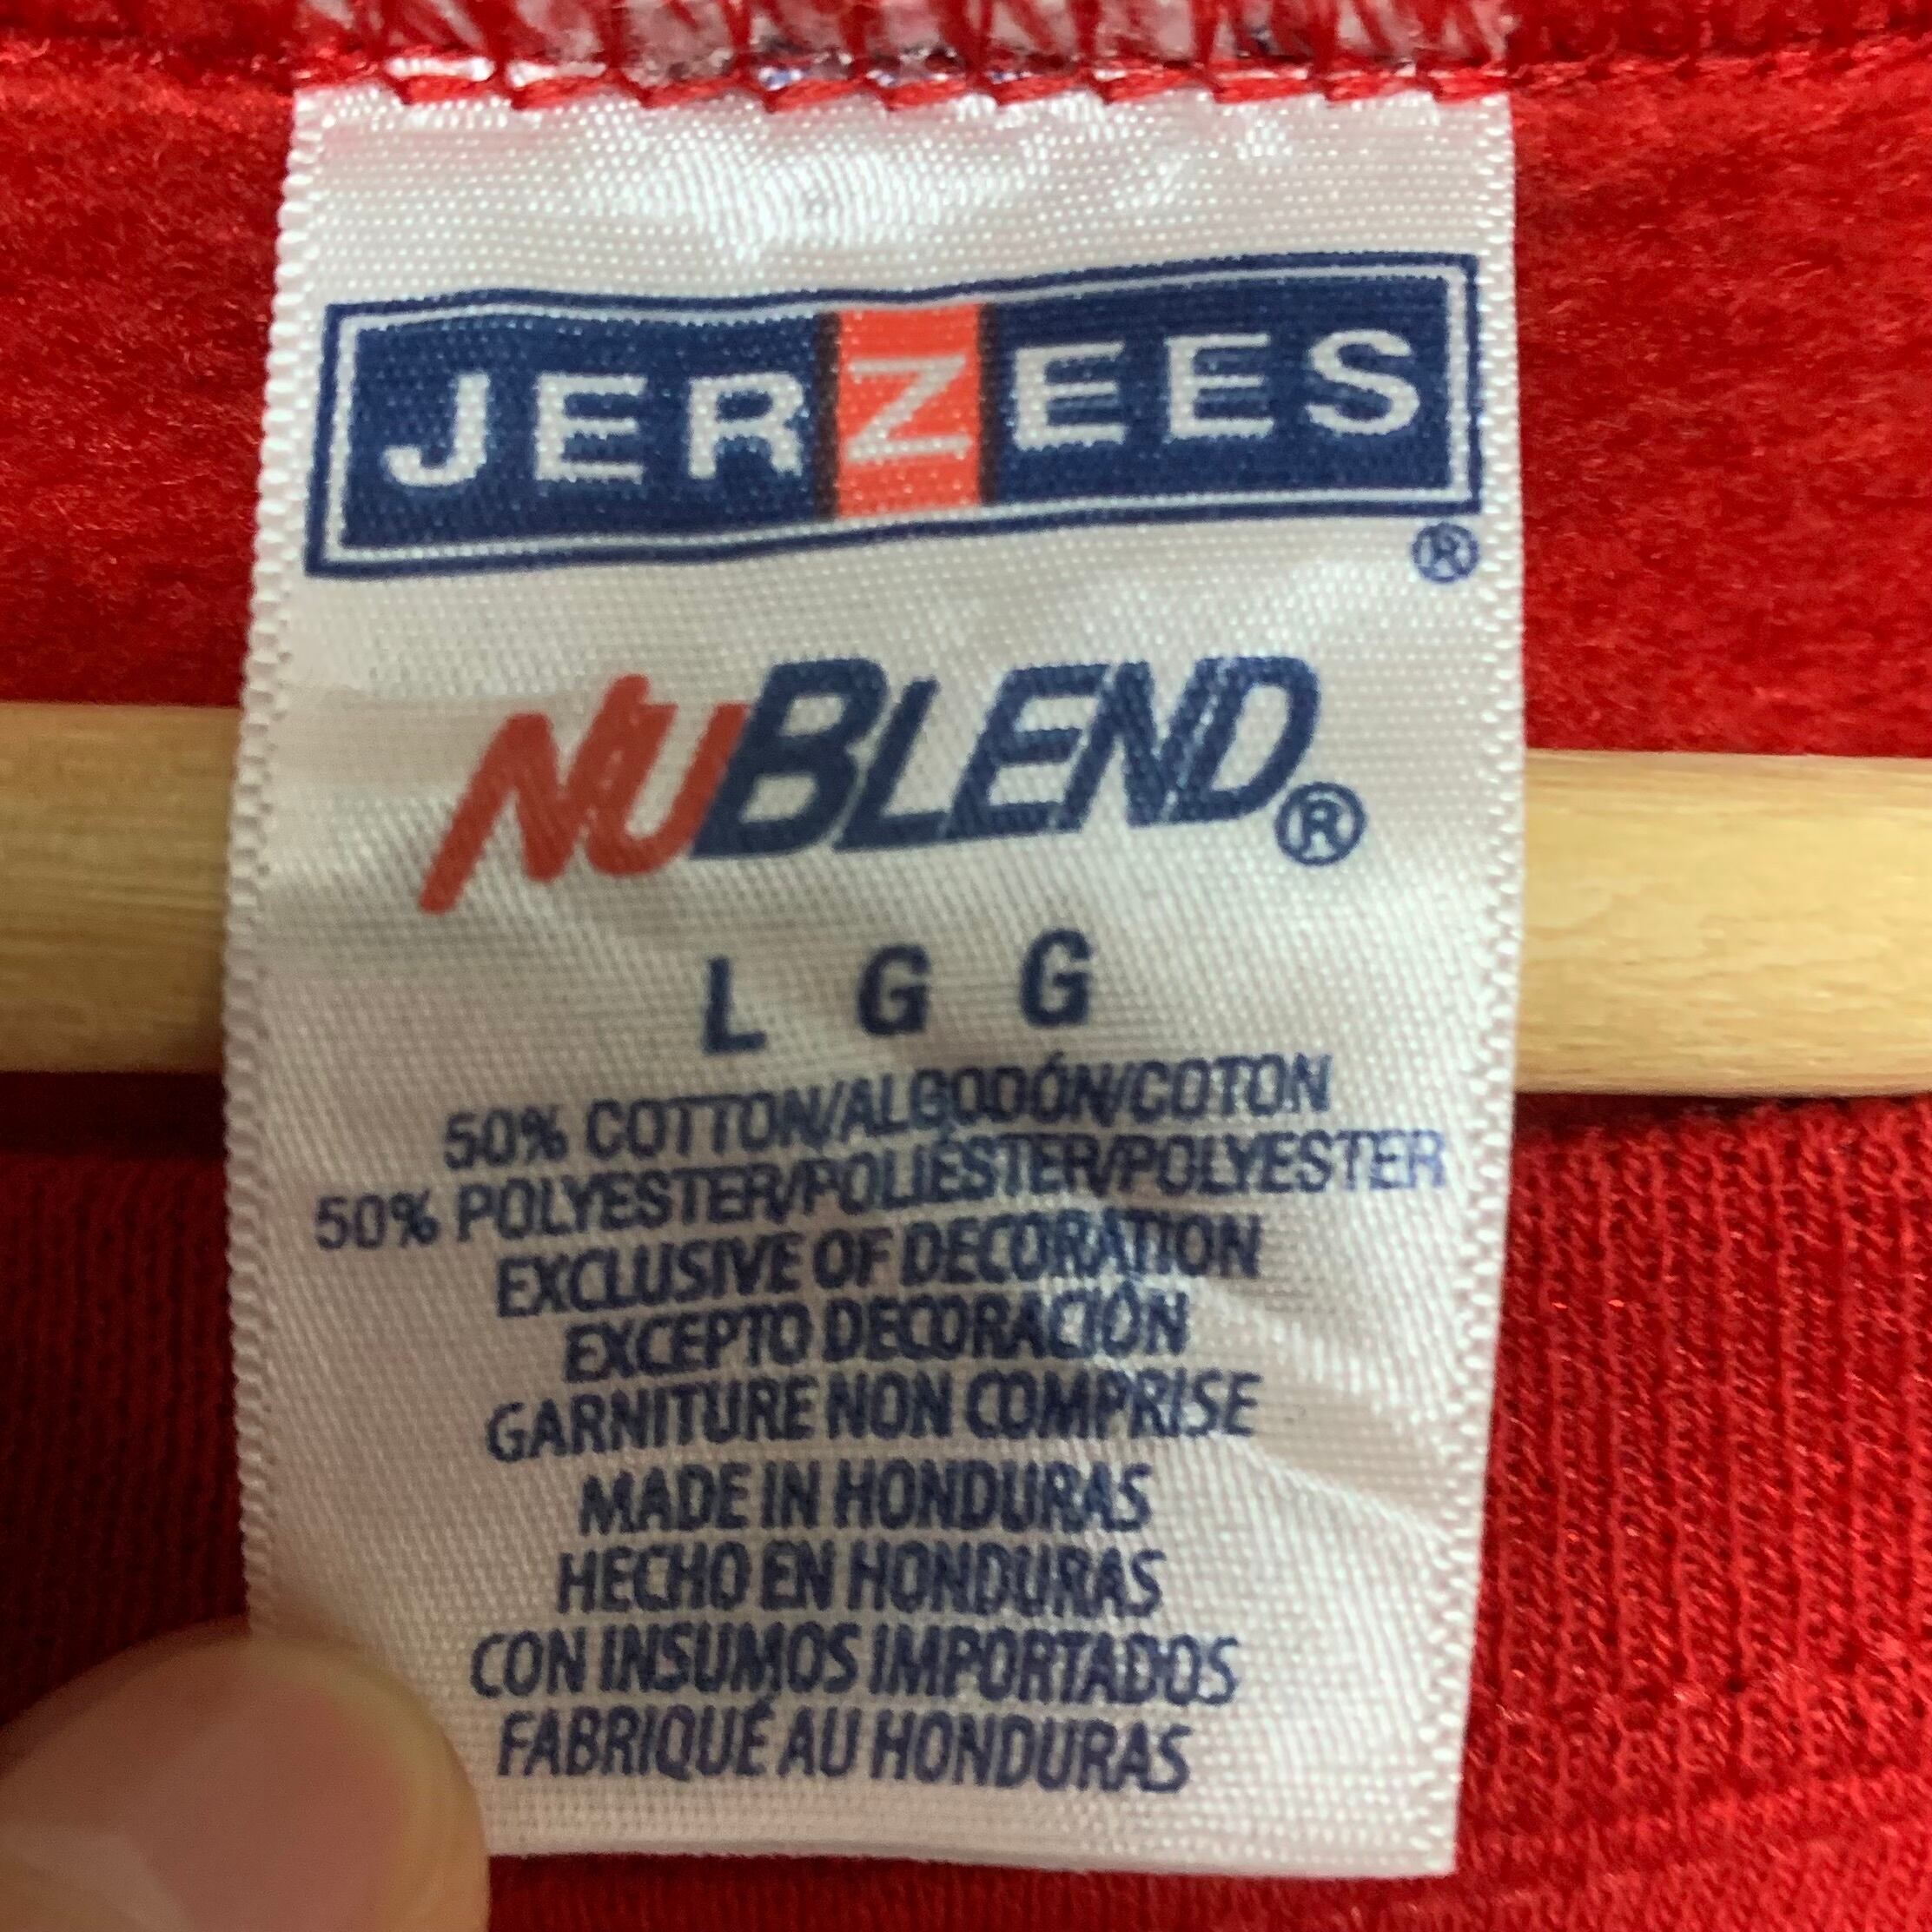 JERZEES
®
NUBLEND®
L G G
50% COTTON/ALGODÓN/COTON
50% POLYESTER/POLIÉSTER/POLYESTER
EXCLUSIVE OF DECORATION
EXCEPTO DECORACIÓN
GARNITURE NON COMPRISE
MADE IN HONDURAS
HECHO EN HONDURAS
CON INSUMOS IMPORTADOS
FABRIQUÉ AU HONDURAS